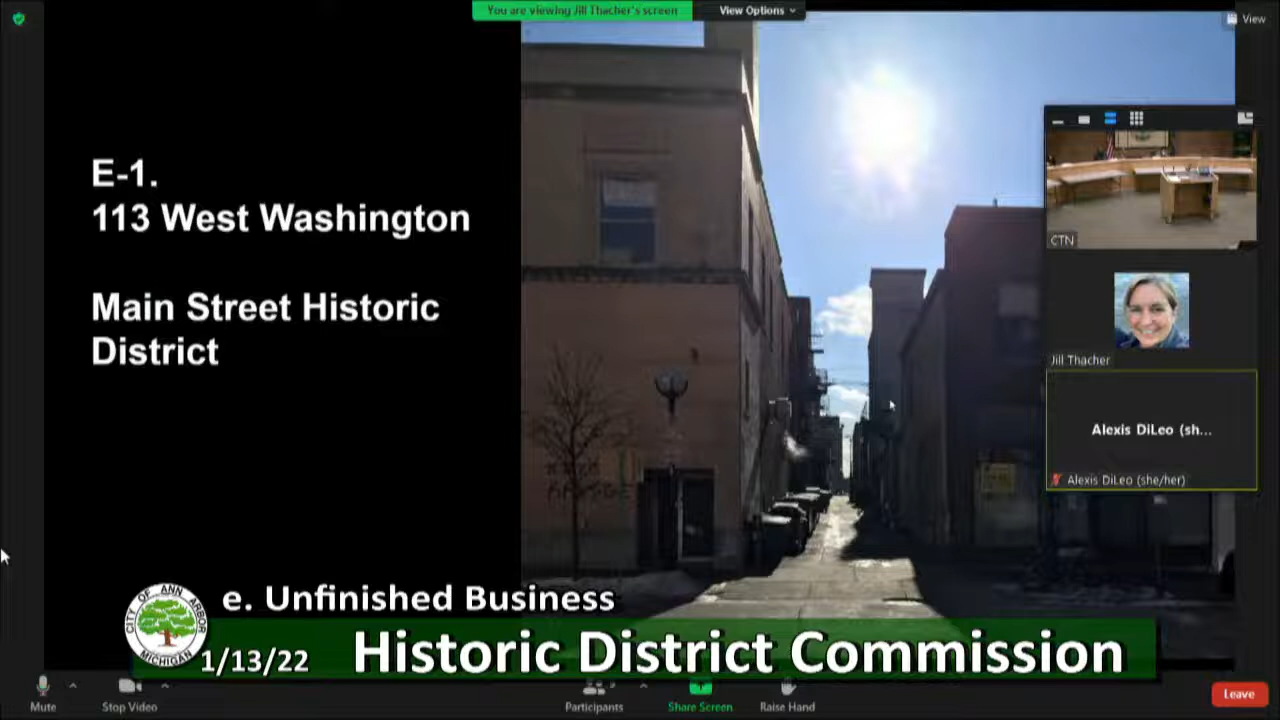 You are viewing Jill Thacher's screen
View Options
View
E-1.
113 West Washington
Main Street Historic
District
CTN
Jill Thacher
Alexis DiLeo (sh...
Alexis DiLeo (she/her)
CITY OF ANN ARBOR
MICHIGAN
e. Unfinished Business
1/13/22
Historic District Commission
Mute
Stop Video
Participants
Share Screen
Raise Hand
Leave